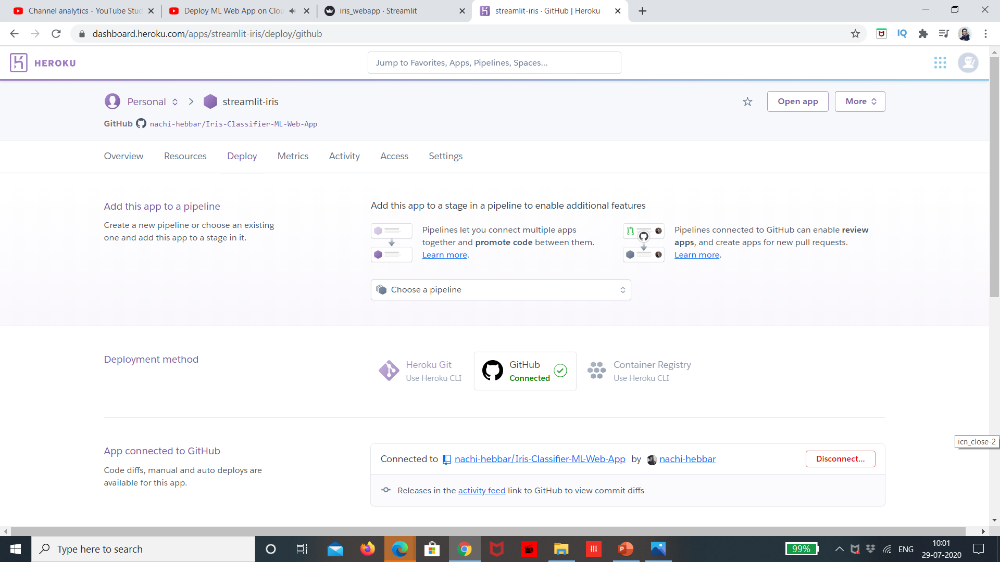 Channel analytics - YouTube Stud
Deploy ML Web App on Clou
iris_webapp · Streamlit
streamlit-iris · GitHub | Heroku
dashboard.heroku.com/apps/streamlit-iris/deploy/github
IQ
HEROKU
Jump to Favorites, Apps, Pipelines, Spaces...
Personal
streamlit-iris
Open app
More
GitHub nachi-hebbar/Iris-Classifier-ML-Web-App
Overview Resources Deploy Metrics Activity Access Settings
Add this app to a pipeline
Create a new pipeline or choose an existing
one and add this app to a stage in it.
Add this app to a stage in a pipeline to enable additional features
Pipelines let you connect multiple apps
together and promote code between them.
Learn more.
Pipelines connected to GitHub can enable review
apps, and create apps for new pull requests.
Learn more.
Choose a pipeline
Deployment method
Heroku Git
Use Heroku CLI
GitHub
Connected
Container Registry
Use Heroku CLI
App connected to GitHub
Code diffs, manual and auto deploys are
available for this app.
Connected to nachi-hebbar/Iris-Classifier-ML-Web-App by nachi-hebbar
Disconnect...
Releases in the activity feed link to GitHub to view commit diffs
icn_close-2
Type here to search
99%
ENG
10:01
29-07-2020